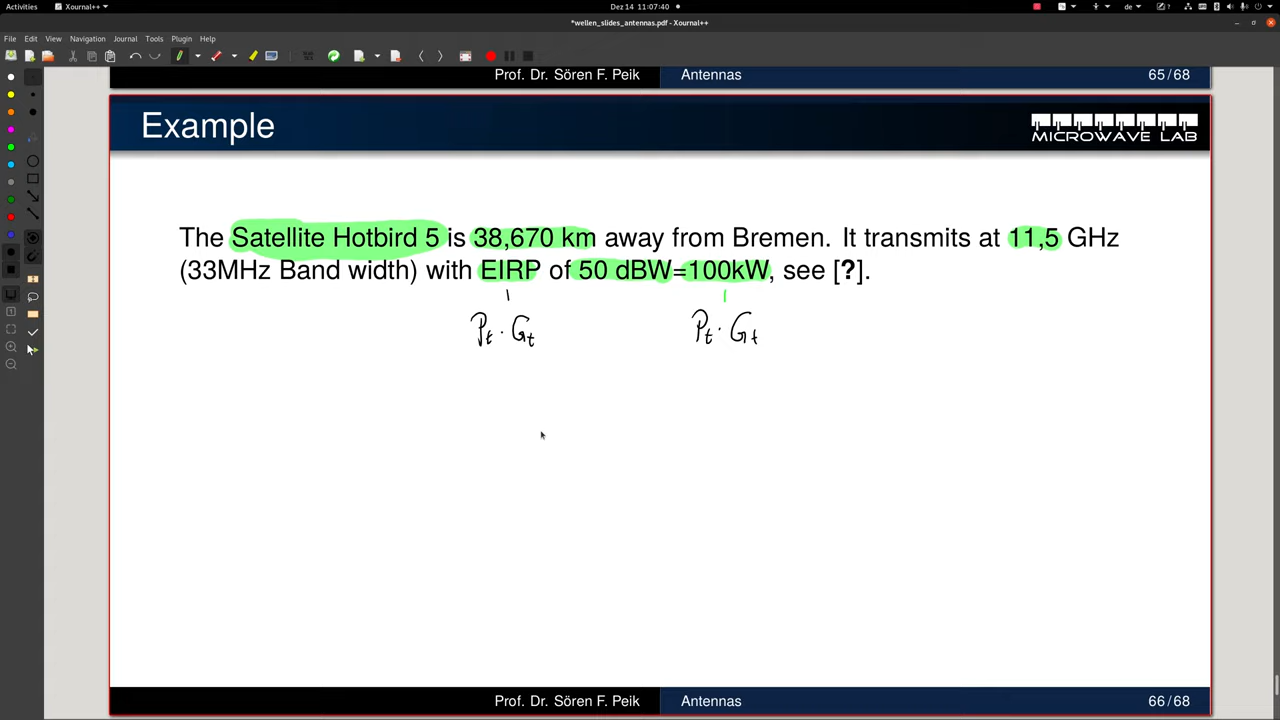 Activities Xournal++ Dez 14 11:07:40 de
*wellen_slides_antennas.pdf - Xournal++
File Edit View Navigation Journal Tools Plugin Help
Prof. Dr. Sören F. Peik Antennas 65/68
Example
MICROWAVE LAB
The Satellite Hotbird 5 is 38,670 km away from Bremen. It transmits at 11,5 GHz
(33MHz Band width) with EIRP of 50 dBW=100kW, see [?].
Pt · Gt Pt · Gt
Prof. Dr. Sören F. Peik Antennas 66/68